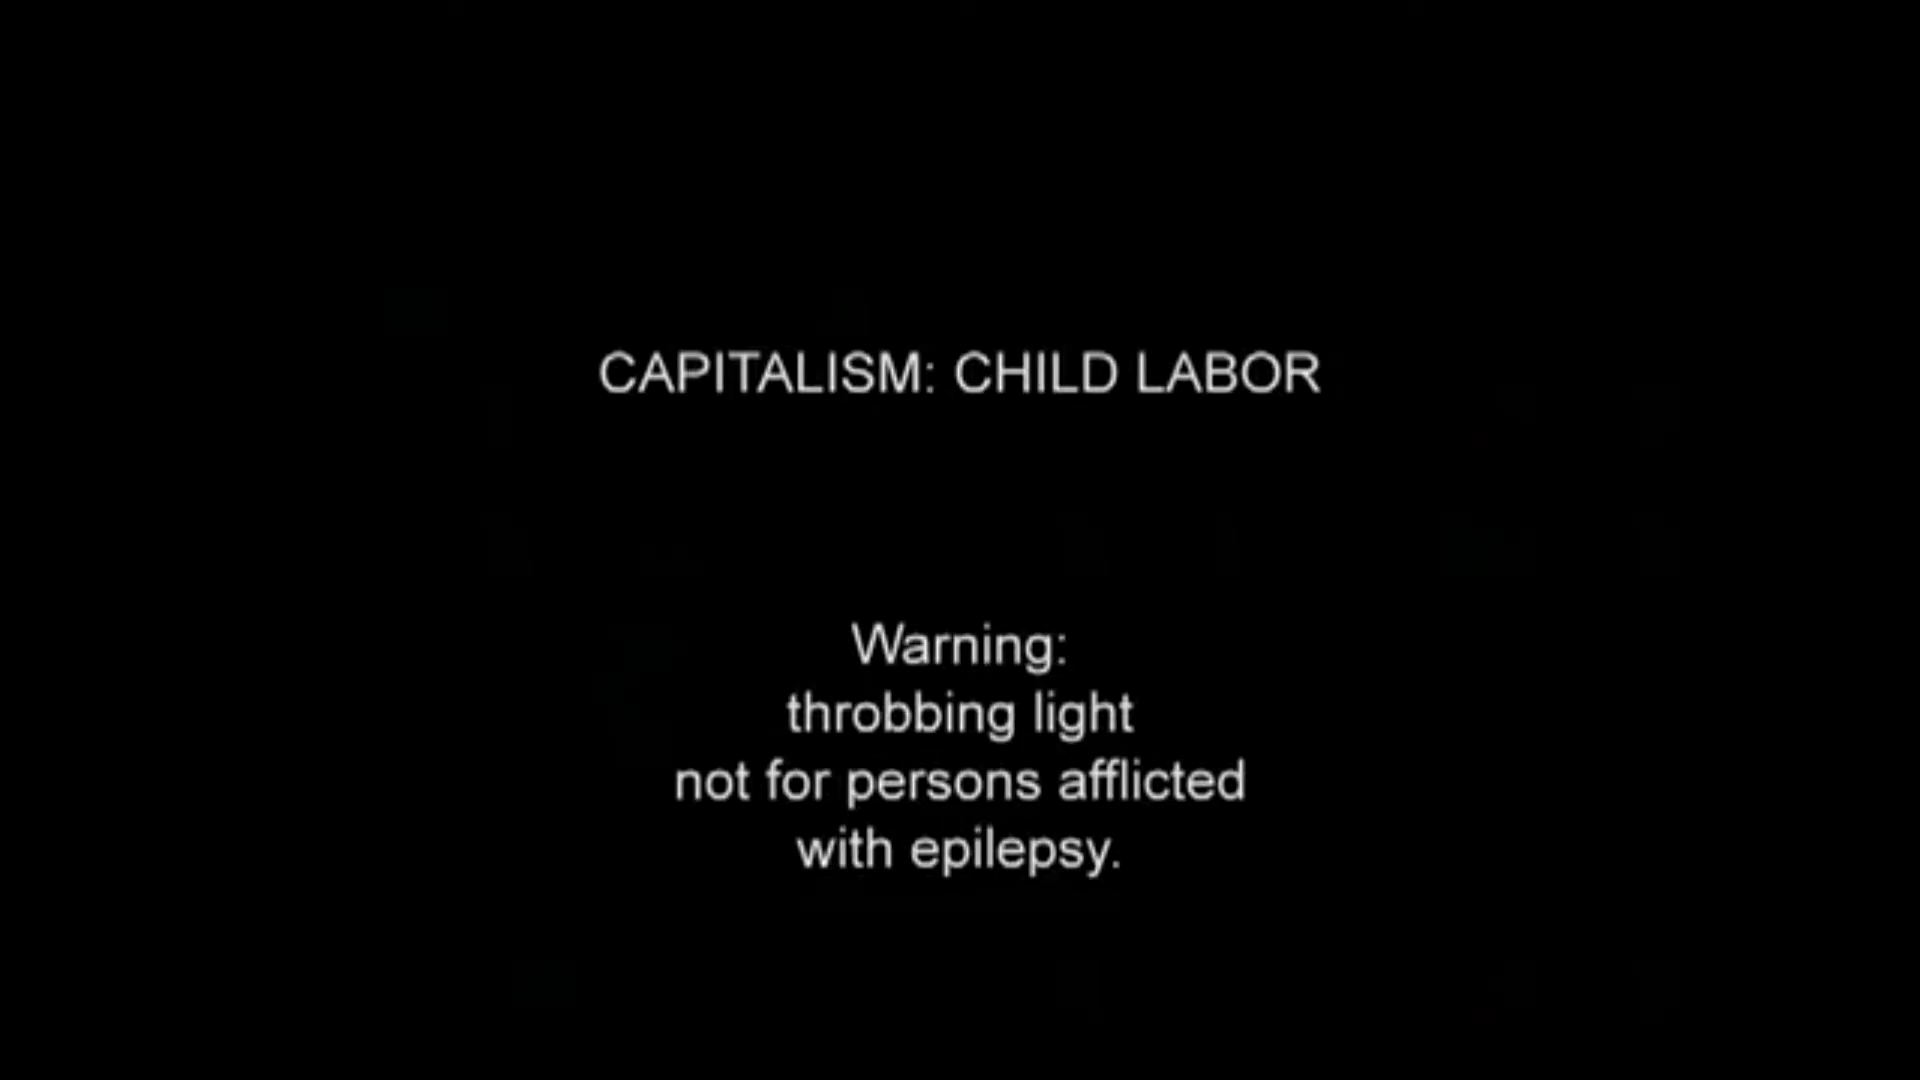 CAPITALISM: CHILD LABOR
Warning:
throbbing light
not for persons afflicted
with epilepsy.